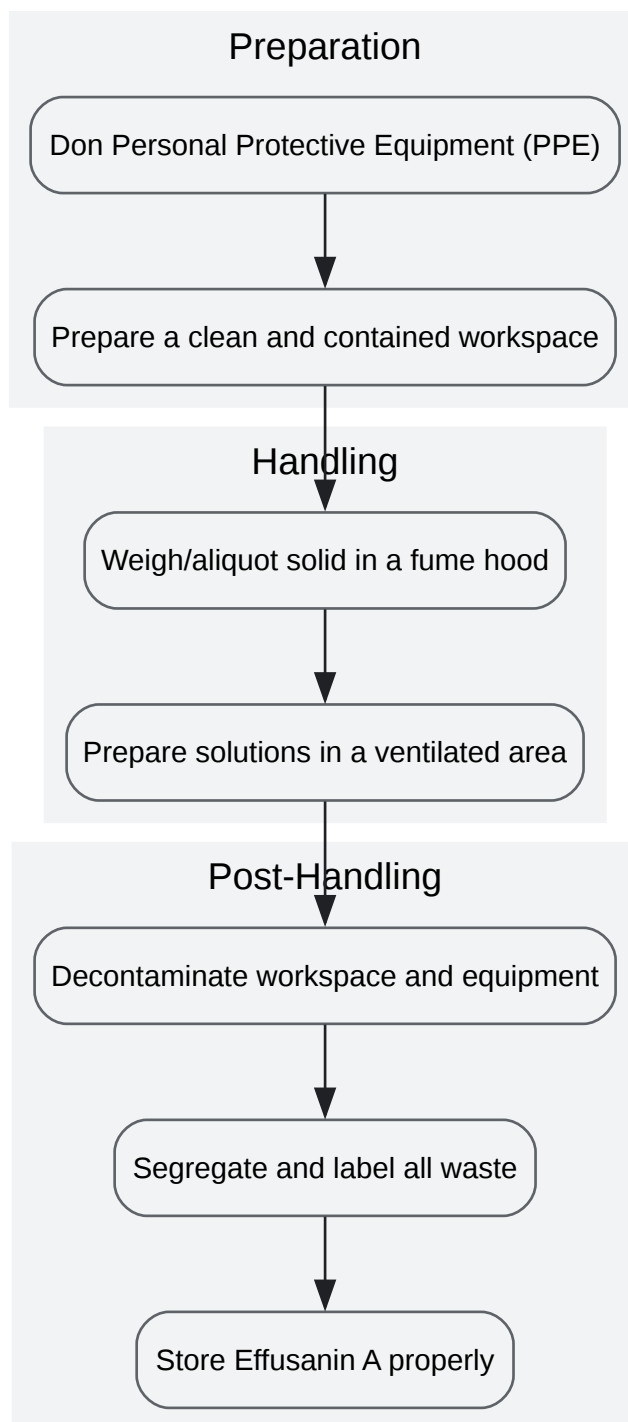 Preparation
Don Personal Protective Equipment (PPE)
Prepare a clean and contained workspace
Handling
Weigh/aliquot solid in a fume hood
Prepare solutions in a ventilated area
Post-Handling
Decontaminate workspace and equipment
Segregate and label all waste
Store Effusanin A properly